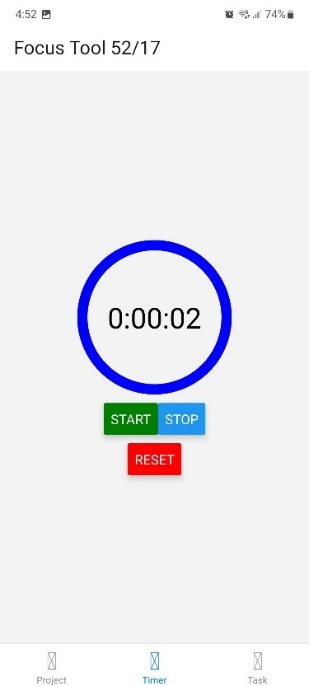 4:52 74%
Focus Tool 52/17
0:00:02
START STOP
RESET
Project Timer Task